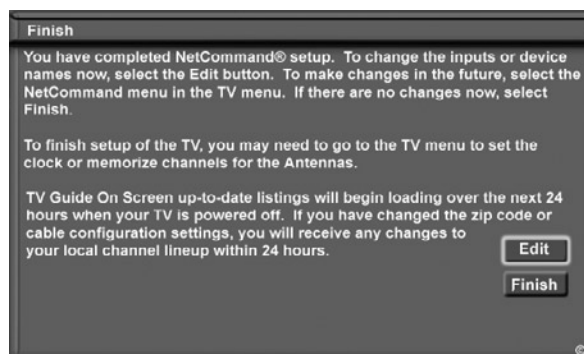 Finish
You have completed NetCommand® setup. To change the inputs or device
names now, select the Edit button. To make changes in the future, select the
NetCommand menu in the TV menu. If there are no changes now, select
Finish.
To finish setup of the TV, you may need to go to the TV menu to set the
clock or memorize channels for the Antennas.
TV Guide On Screen up-to-date listings will begin loading over the next 24
hours when your TV is powered off. If you have changed the zip code or
cable configuration settings, you will receive any changes to
your local channel lineup within 24 hours.
Edit
Finish